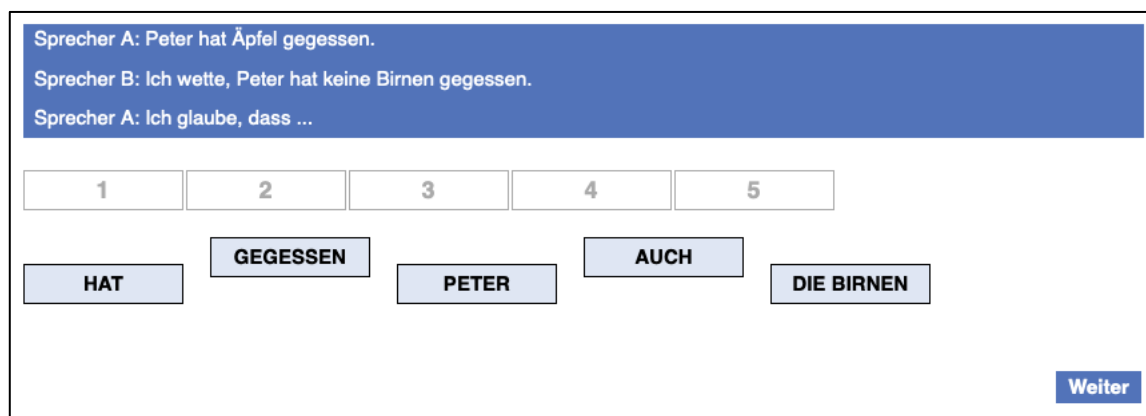 Sprecher A: Peter hat Äpfel gegessen.
Sprecher B: Ich wette, Peter hat keine Birnen gegessen.
Sprecher A: Ich glaube, dass ...
1 2 3 4 5
HAT GEGESSEN PETER AUCH DIE BIRNEN
Weiter